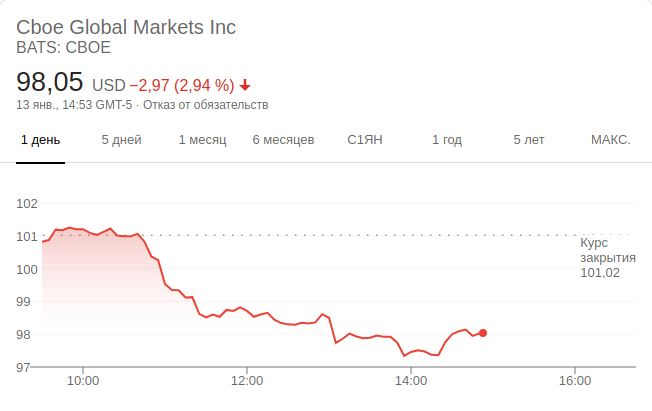 Cboe Global Markets Inc
BATS: CBOE
98,05 USD −2,97 (2,94 %)
13 янв., 14:53 GMT-5 · Отказ от обязательств
1 день 5 дней 1 месяц 6 месяцев С1ЯН 1 год 5 лет МАКС.
102
101
100
99
98
97
Курс
закрытия
101,02
10:00 12:00 14:00 16:00